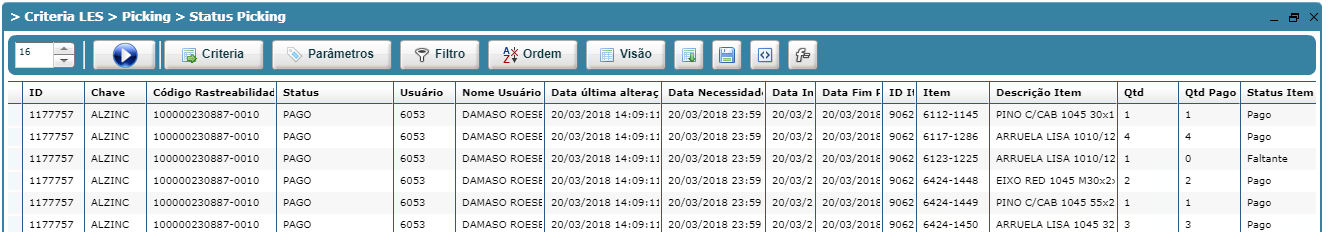 > Criteria LES > Picking > Status Picking
16 Criteria Parâmetros Filtro Ordem Visão
ID Chave Código Rastreabilidad Status Usuário Nome Usuário Data última alteraç Data Necessidade Data In Data Fim P ID It Item Descrição Item Qtd Qtd Pago Status Item
1177757 ALZINC 100000230887-0010 PAGO 6053 DAMASO ROESE 20/03/2018 14:09:11 20/03/2018 23:59 20/03/2 20/03/2018 9062 6112-1145 PINO C/CAB 1045 30x1 1 1 Pago
1177757 ALZINC 100000230887-0010 PAGO 6053 DAMASO ROESE 20/03/2018 14:09:11 20/03/2018 23:59 20/03/2 20/03/2018 9062 6117-1286 ARRUELA LISA 1010/12 4 4 Pago
1177757 ALZINC 100000230887-0010 PAGO 6053 DAMASO ROESE 20/03/2018 14:09:11 20/03/2018 23:59 20/03/2 20/03/2018 9062 6123-1225 ARRUELA LISA 1010/12 1 0 Faltante
1177757 ALZINC 100000230887-0010 PAGO 6053 DAMASO ROESE 20/03/2018 14:09:11 20/03/2018 23:59 20/03/2 20/03/2018 9062 6424-1448 EIXO RED 1045 M30x2x 2 2 Pago
1177757 ALZINC 100000230887-0010 PAGO 6053 DAMASO ROESE 20/03/2018 14:09:11 20/03/2018 23:59 20/03/2 20/03/2018 9062 6424-1449 PINO C/CAB 1045 55x2 1 1 Pago
1177757 ALZINC 100000230887-0010 PAGO 6053 DAMASO ROESE 20/03/2018 14:09:11 20/03/2018 23:59 20/03/2 20/03/2018 9062 6424-1450 ARRUELA LISA 1045 32 3 3 Pago